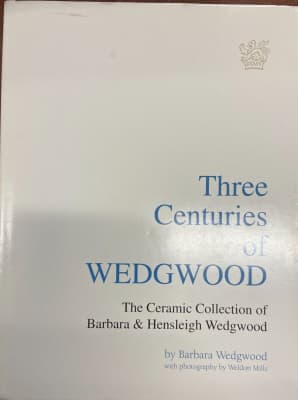 Three
Centuries
of
WEDGWOOD
The Ceramic Collection of
Barbara & Hensleigh Wedgwood
by Barbara Wedgwood
with photography by Weldon Mills